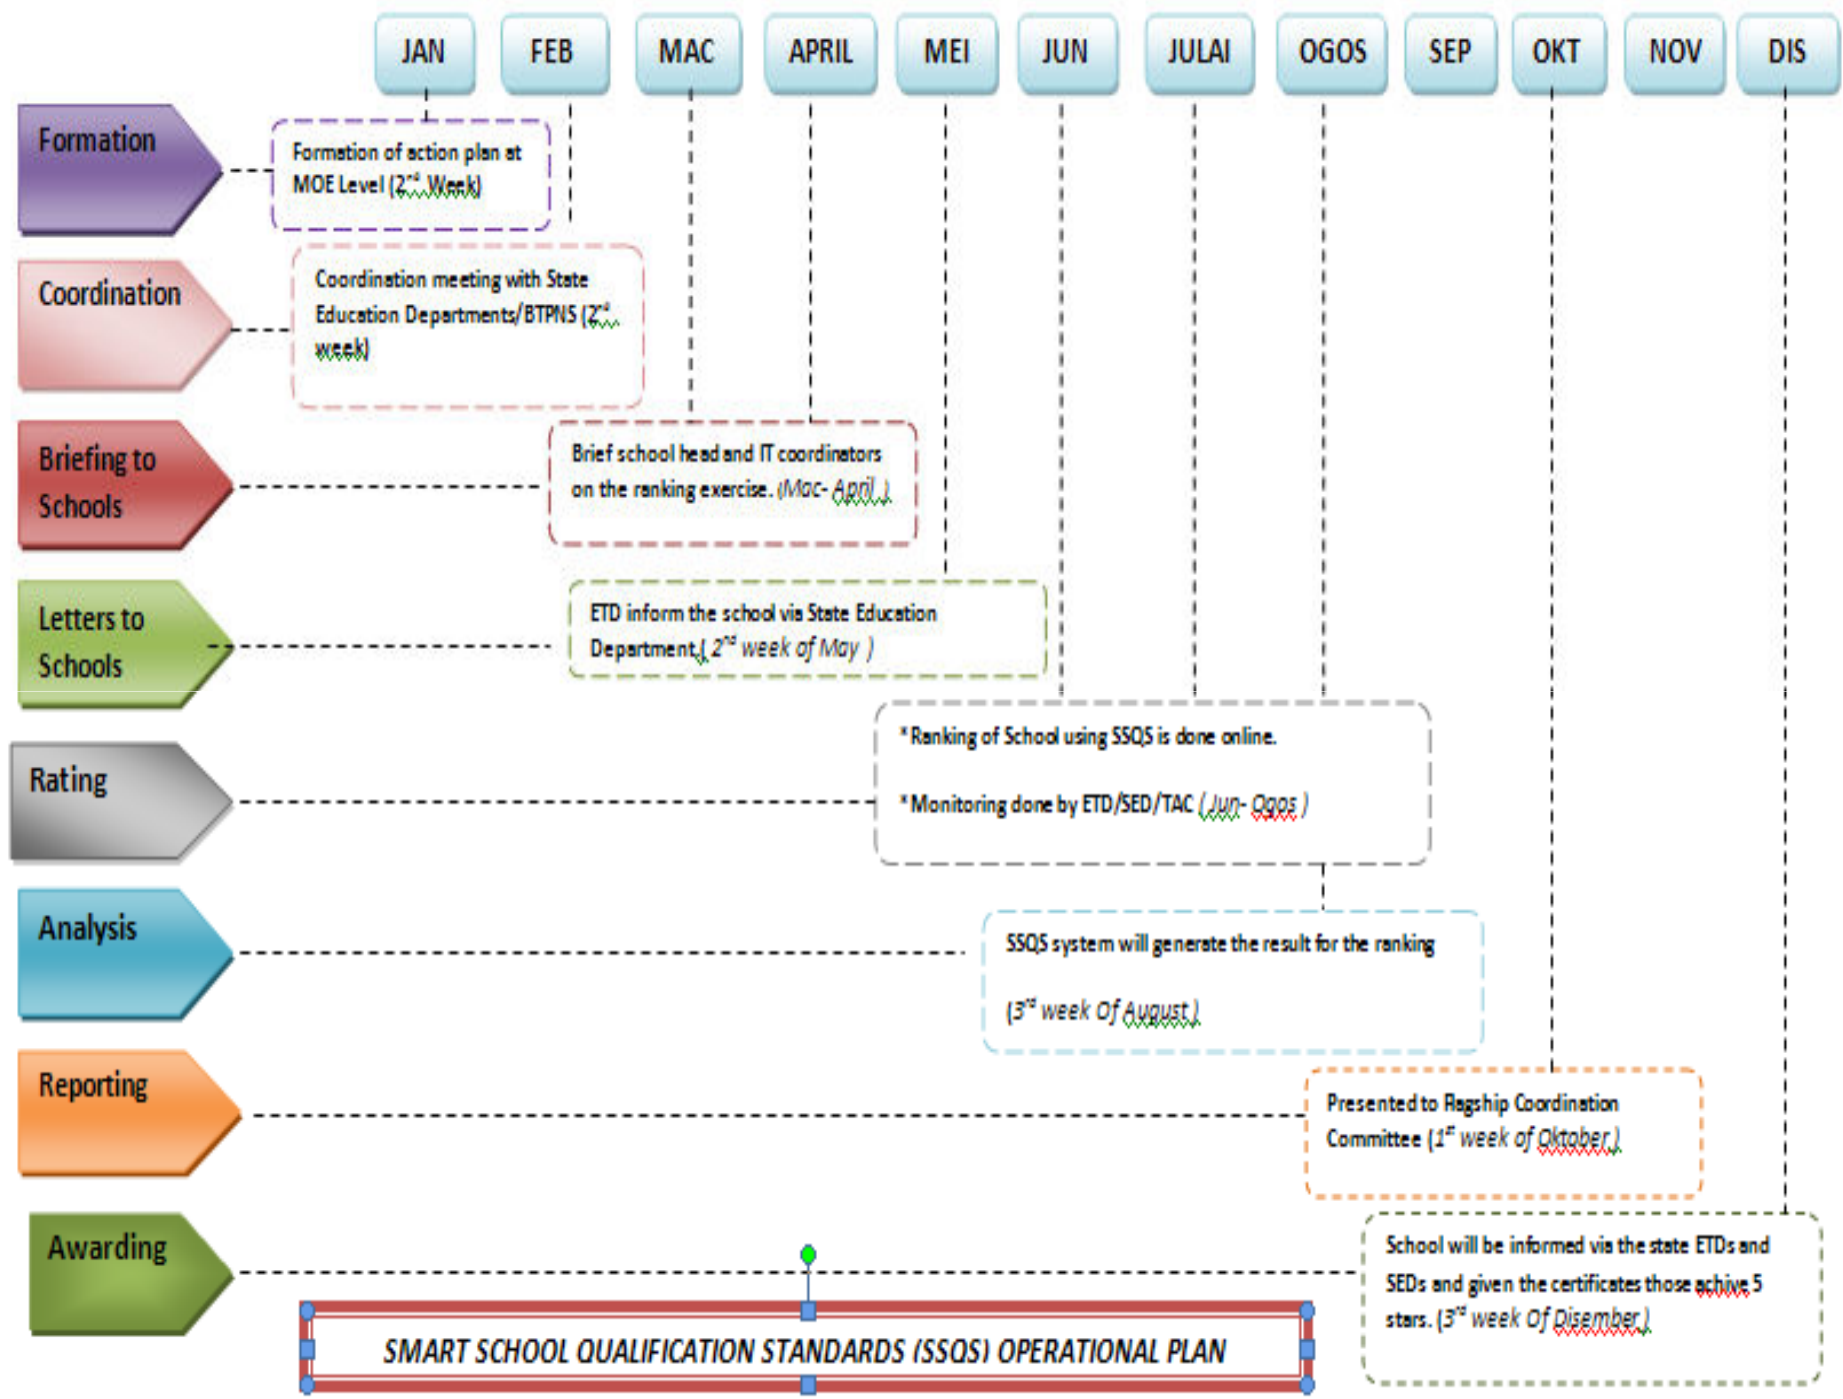 JAN FEB MAC APRIL MEI JUN JULAI OGOS SEP OKT NOV DIS
Formation
Formation of action plan at
MOE Level (2nd Week)
Coordination
Coordination meeting with State
Education Departments/BTPNS (2nd
week)
Briefing to
Schools
Brief school head and IT coordinators
on the ranking exercise. (Mac- April )
Letters to
Schools
ETD inform the school via State Education
Department.( 2nd week of May )
Rating
*Ranking of School using SSQS is done online.
*Monitoring done by ETD/SED/TAC ( Jun- Ogos )
Analysis
SSQS system will generate the result for the ranking
(3rd week Of August )
Reporting
Presented to Flagship Coordination
Committee (1st week of Oktober )
Awarding
School will be informed via the state ETDs and
SEDs and given the certificates those achive 5
stars. (3rd week Of Disember )
SMART SCHOOL QUALIFICATION STANDARDS (SSQS) OPERATIONAL PLAN